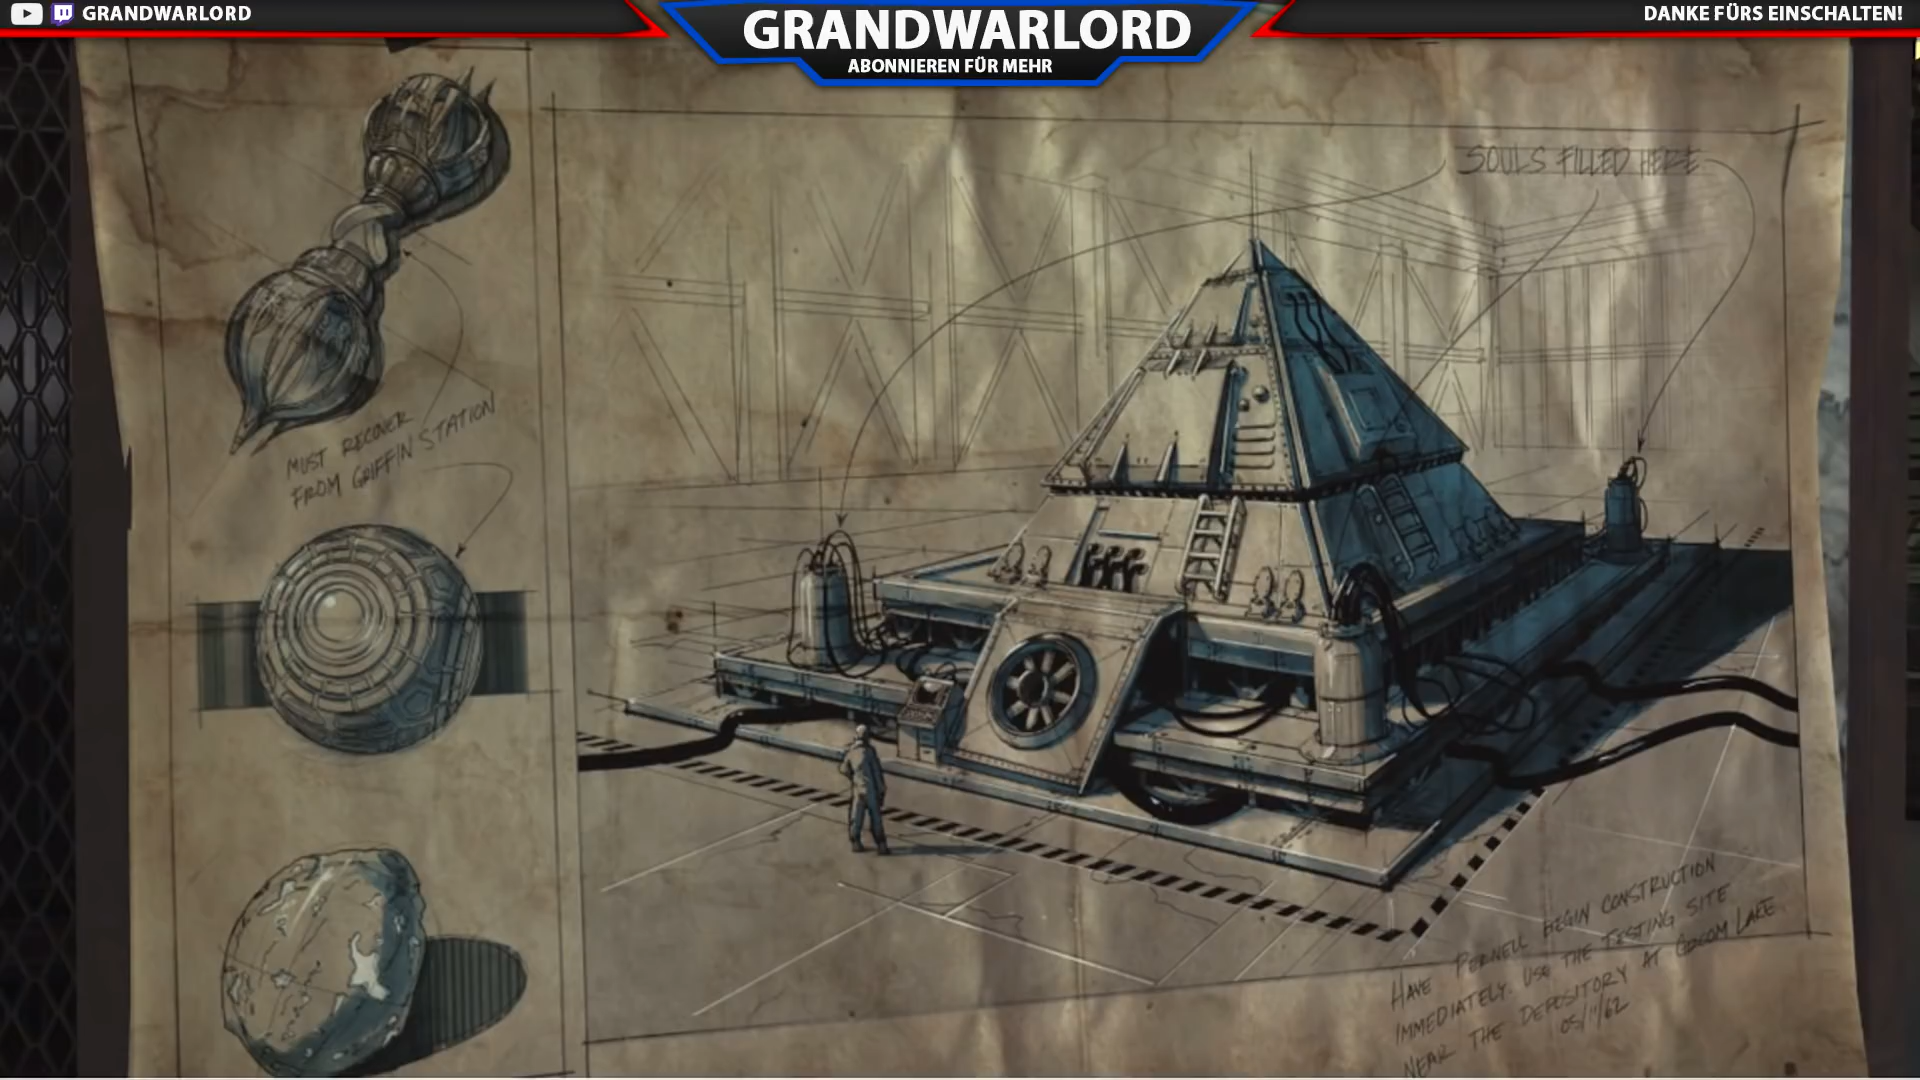 GRANDWARLORD
GRANDWARLORD
ABONNIEREN FÜR MEHR
DANKE FÜRS EINSCHALTEN!
SOULS FILLED HERE
MUST RECOVER
FROM GRIFFIN STATION
HAVE PERNELL BEGIN CONSTRUCTION
IMMEDIATELY. USE THE TESTING SITE
NEAR THE DEPOSITORY AT GROOM LAKE
05/11/62